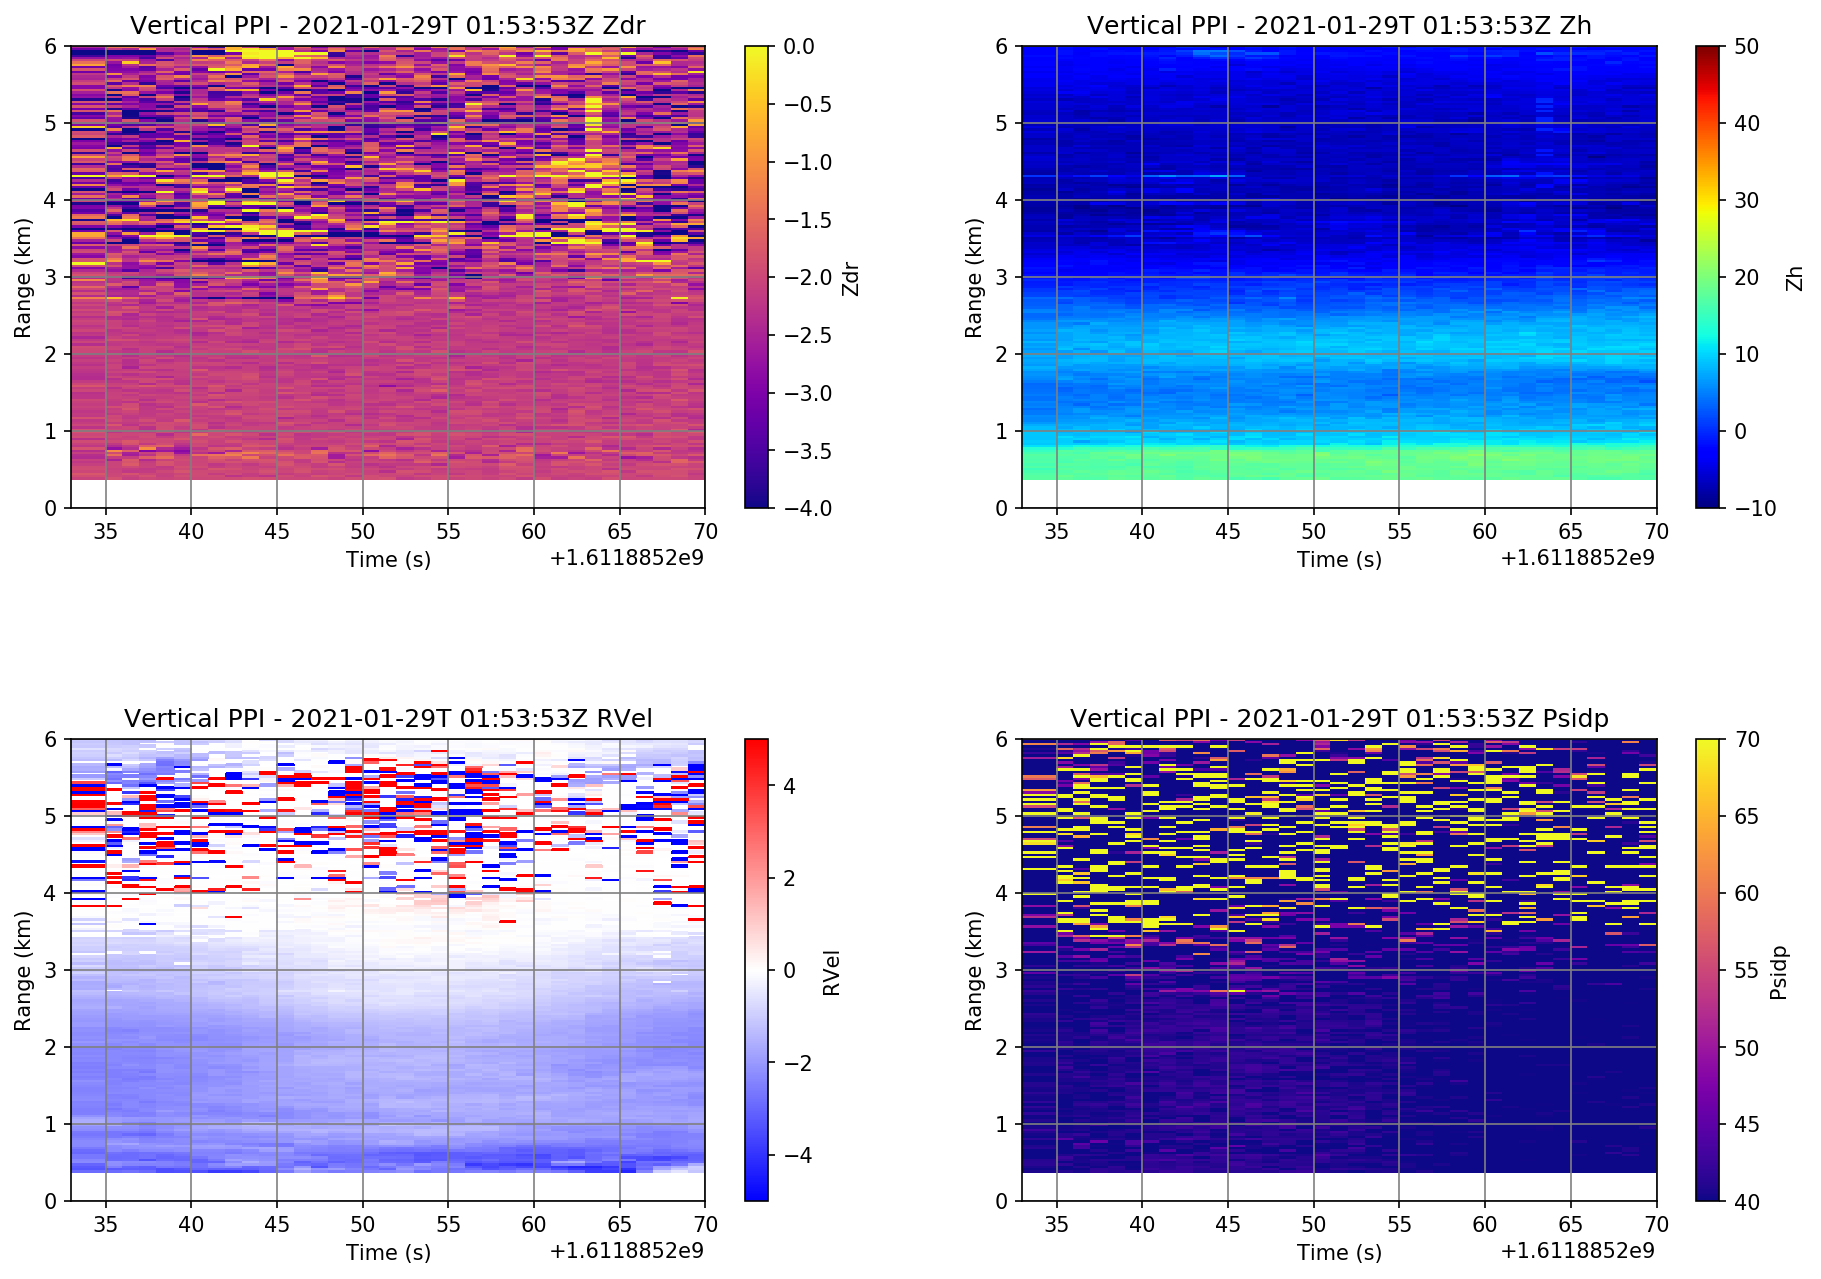 Vertical PPI - 2021-01-29T 01:53:53Z Zdr
6
5
4
3
2
1
0
Range (km)
35 40 45 50 55 60 65 70
Time (s)
+1.6118852e9
0.0
−0.5
−1.0
−1.5
−2.0
−2.5
−3.0
−3.5
−4.0
Zdr
Vertical PPI - 2021-01-29T 01:53:53Z Zh
6
5
4
3
2
1
0
Range (km)
35 40 45 50 55 60 65 70
Time (s)
+1.6118852e9
50
40
30
20
10
0
−10
Zh
Vertical PPI - 2021-01-29T 01:53:53Z RVel
6
5
4
3
2
1
0
Range (km)
35 40 45 50 55 60 65 70
Time (s)
+1.6118852e9
4
2
0
−2
−4
RVel
Vertical PPI - 2021-01-29T 01:53:53Z Psidp
6
5
4
3
2
1
0
Range (km)
35 40 45 50 55 60 65 70
Time (s)
+1.6118852e9
70
65
60
55
50
45
40
Psidp